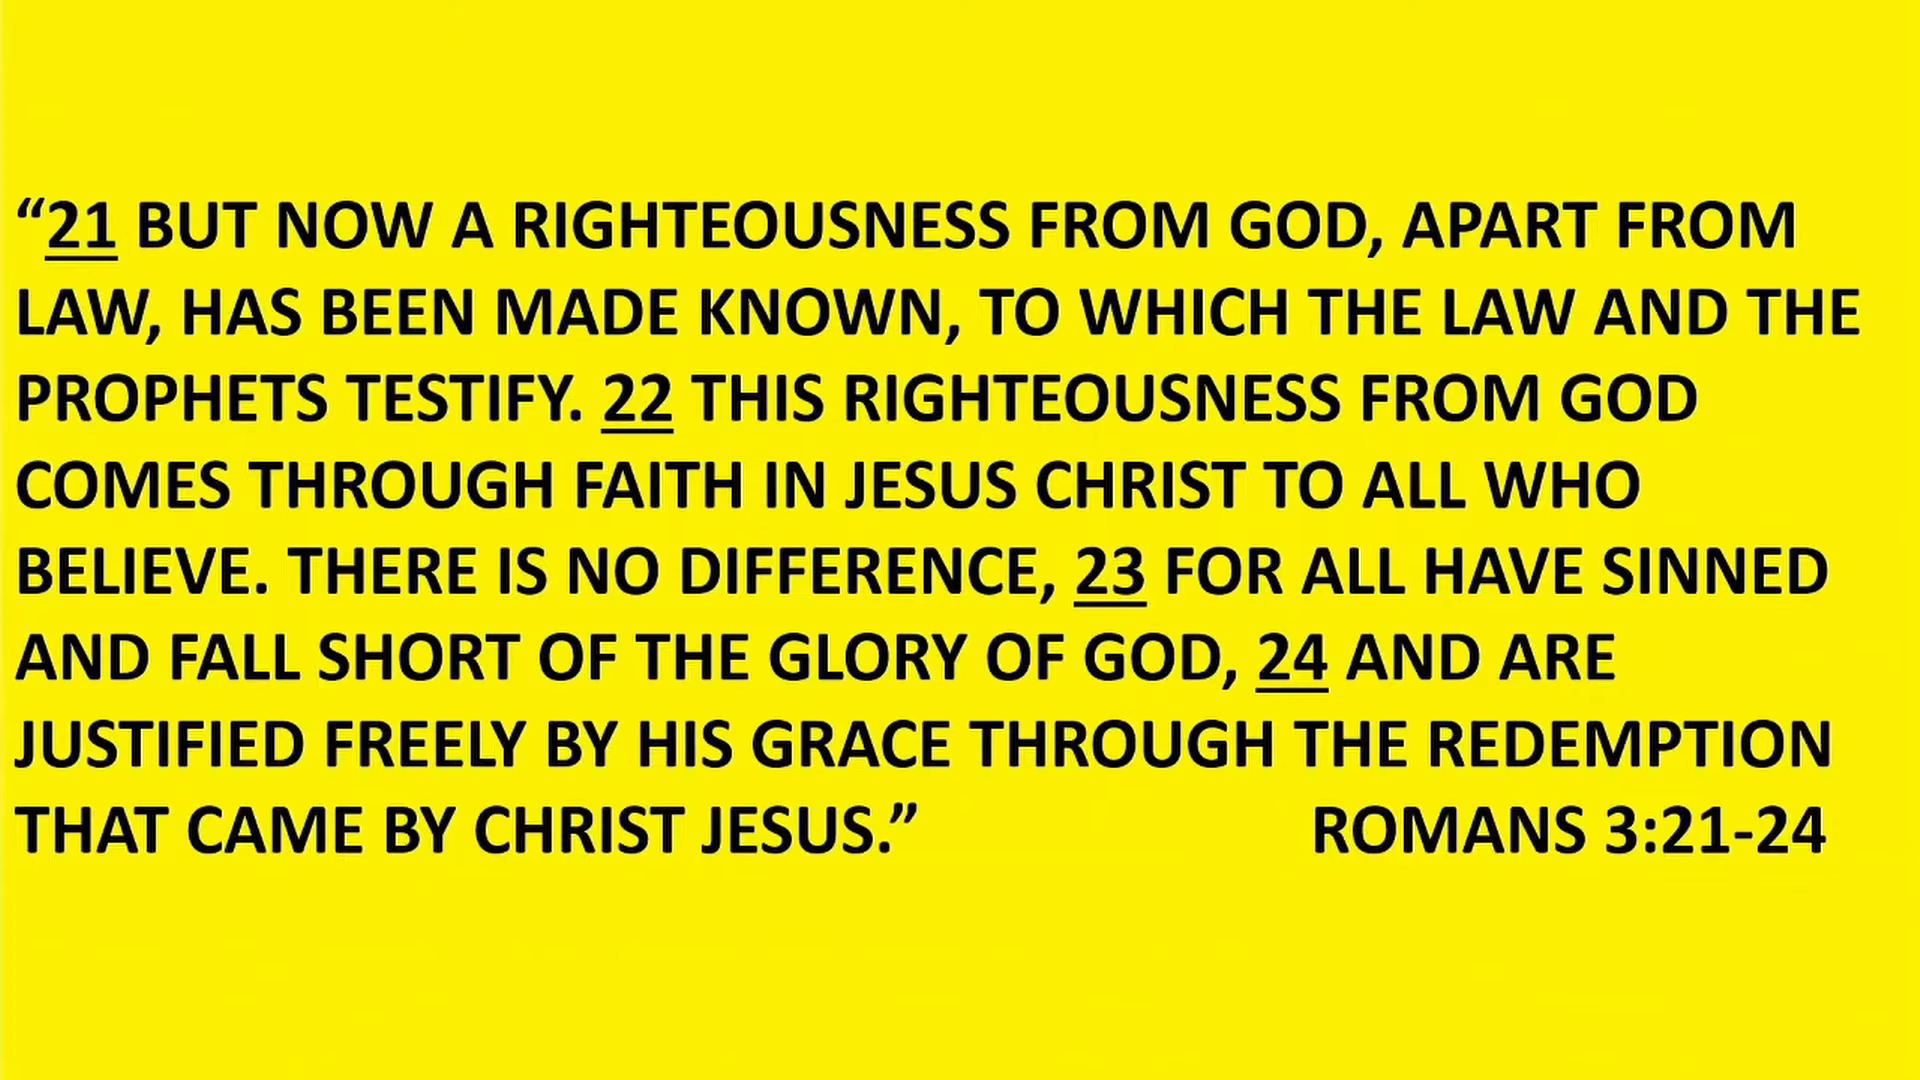 “21 BUT NOW A RIGHTEOUSNESS FROM GOD, APART FROM
LAW, HAS BEEN MADE KNOWN, TO WHICH THE LAW AND THE
PROPHETS TESTIFY. 22 THIS RIGHTEOUSNESS FROM GOD
COMES THROUGH FAITH IN JESUS CHRIST TO ALL WHO
BELIEVE. THERE IS NO DIFFERENCE, 23 FOR ALL HAVE SINNED
AND FALL SHORT OF THE GLORY OF GOD, 24 AND ARE
JUSTIFIED FREELY BY HIS GRACE THROUGH THE REDEMPTION
THAT CAME BY CHRIST JESUS.” ROMANS 3:21-24